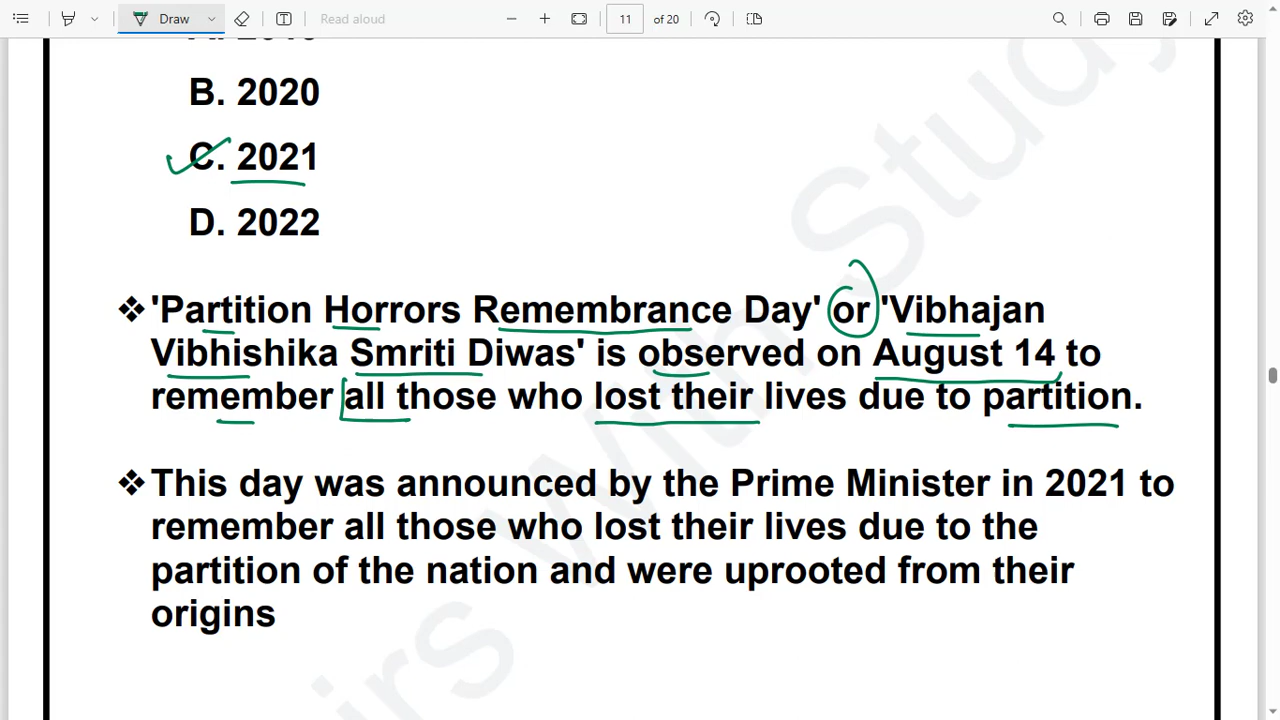 Draw
Read aloud
11 of 20
B. 2020
C. 2021
D. 2022
❖'Partition Horrors Remembrance Day' or 'Vibhajan
Vibhishika Smriti Diwas' is observed on August 14 to
remember all those who lost their lives due to partition.
❖This day was announced by the Prime Minister in 2021 to
remember all those who lost their lives due to the
partition of the nation and were uprooted from their
origins
with Study